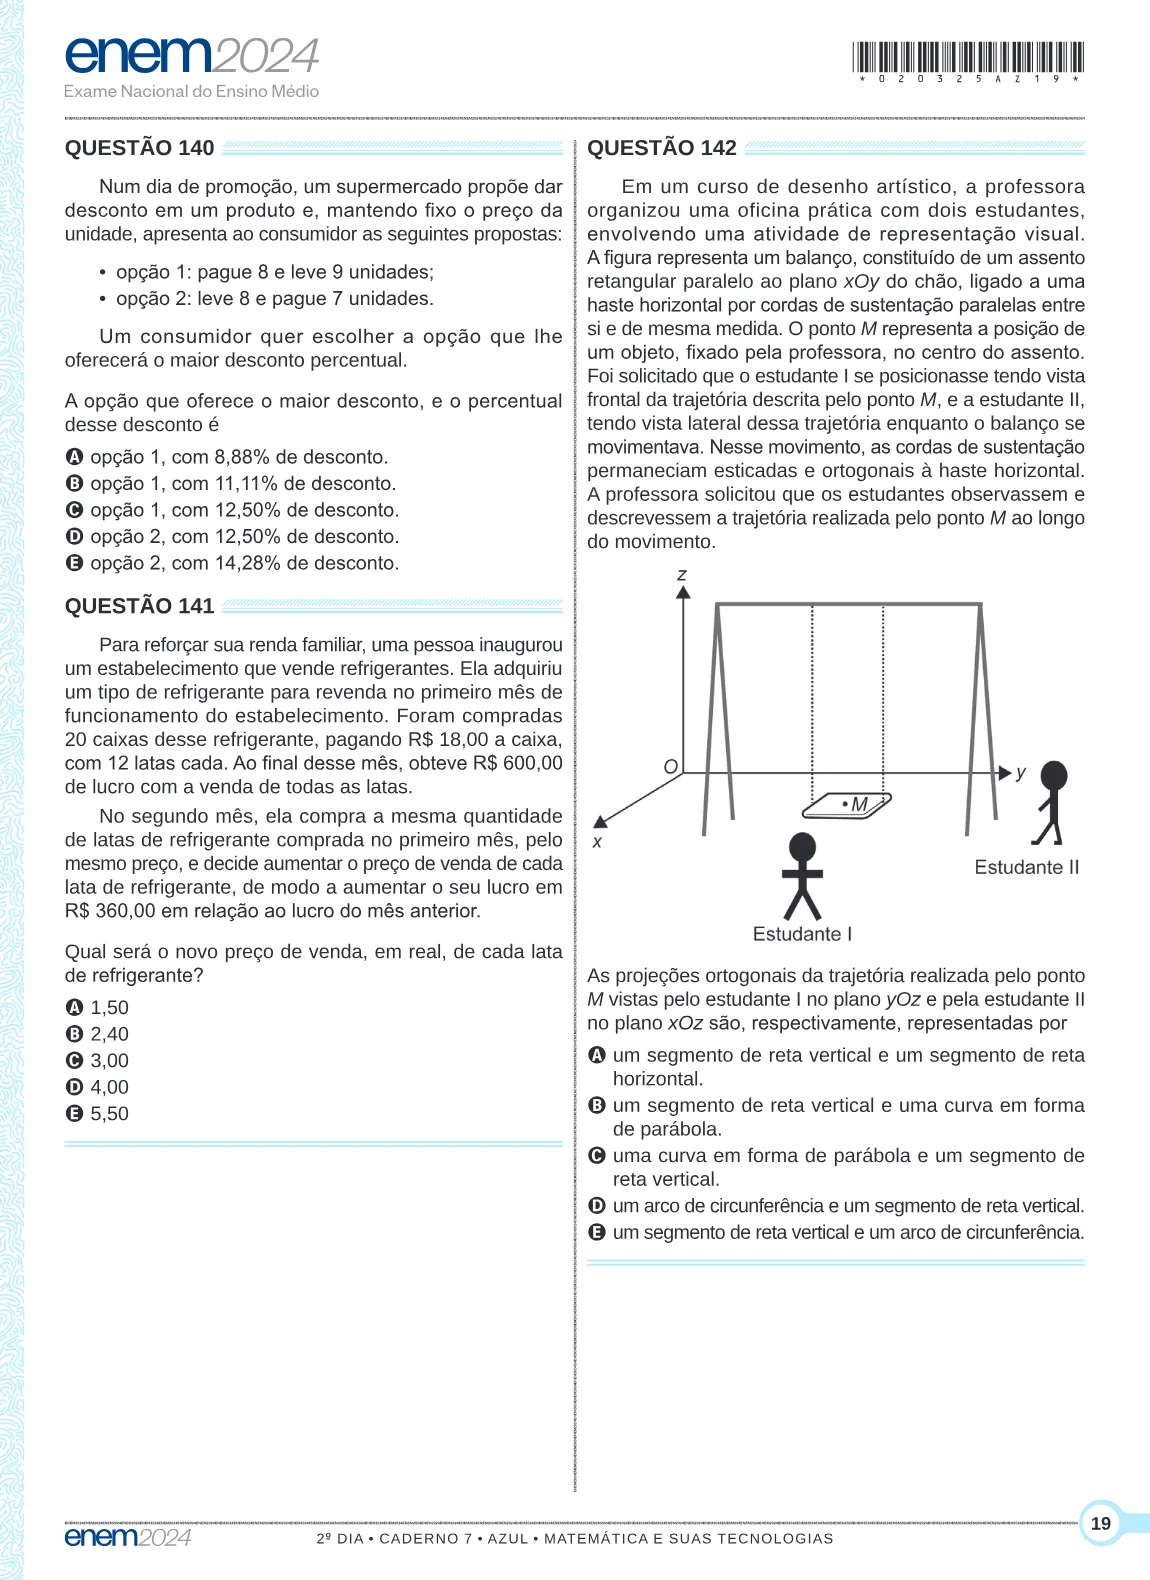 enem2024
Exame Nacional do Ensino Médio
*020325AZ19*
QUESTÃO 140
Num dia de promoção, um supermercado propõe dar
desconto em um produto e, mantendo fixo o preço da
unidade, apresenta ao consumidor as seguintes propostas:
• opção 1: pague 8 e leve 9 unidades;
• opção 2: leve 8 e pague 7 unidades.
Um consumidor quer escolher a opção que lhe
oferecerá o maior desconto percentual.
A opção que oferece o maior desconto, e o percentual
desse desconto é
A opção 1, com 8,88% de desconto.
B opção 1, com 11,11% de desconto.
C opção 1, com 12,50% de desconto.
D opção 2, com 12,50% de desconto.
E opção 2, com 14,28% de desconto.
QUESTÃO 141
Para reforçar sua renda familiar, uma pessoa inaugurou
um estabelecimento que vende refrigerantes. Ela adquiriu
um tipo de refrigerante para revenda no primeiro mês de
funcionamento do estabelecimento. Foram compradas
20 caixas desse refrigerante, pagando R$ 18,00 a caixa,
com 12 latas cada. Ao final desse mês, obteve R$ 600,00
de lucro com a venda de todas as latas.
No segundo mês, ela compra a mesma quantidade
de latas de refrigerante comprada no primeiro mês, pelo
mesmo preço, e decide aumentar o preço de venda de cada
lata de refrigerante, de modo a aumentar o seu lucro em
R$ 360,00 em relação ao lucro do mês anterior.
Qual será o novo preço de venda, em real, de cada lata
de refrigerante?
A 1,50
B 2,40
C 3,00
D 4,00
E 5,50
QUESTÃO 142
Em um curso de desenho artístico, a professora
organizou uma oficina prática com dois estudantes,
envolvendo uma atividade de representação visual.
A figura representa um balanço, constituído de um assento
retangular paralelo ao plano xOy do chão, ligado a uma
haste horizontal por cordas de sustentação paralelas entre
si e de mesma medida. O ponto M representa a posição de
um objeto, fixado pela professora, no centro do assento.
Foi solicitado que o estudante I se posicionasse tendo vista
frontal da trajetória descrita pelo ponto M, e a estudante II,
tendo vista lateral dessa trajetória enquanto o balanço se
movimentava. Nesse movimento, as cordas de sustentação
permaneciam esticadas e ortogonais à haste horizontal.
A professora solicitou que os estudantes observassem e
descrevessem a trajetória realizada pelo ponto M ao longo
do movimento.
z
O
y
M
x
Estudante II
Estudante I
As projeções ortogonais da trajetória realizada pelo ponto
M vistas pelo estudante I no plano yOz e pela estudante II
no plano xOz são, respectivamente, representadas por
A um segmento de reta vertical e um segmento de reta
horizontal.
B um segmento de reta vertical e uma curva em forma
de parábola.
C uma curva em forma de parábola e um segmento de
reta vertical.
D um arco de circunferência e um segmento de reta vertical.
E um segmento de reta vertical e um arco de circunferência.
enem2024
2º DIA • CADERNO 7 • AZUL • MATEMÁTICA E SUAS TECNOLOGIAS
19